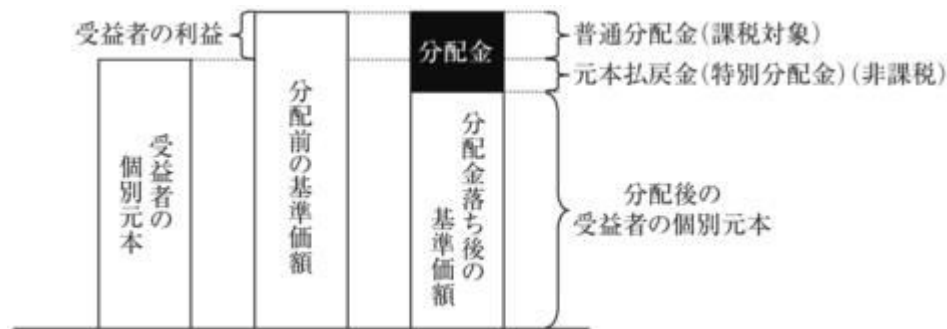 受益者の利益
分配金
普通分配金(課税対象)
元本払戻金(特別分配金)(非課税)
受益者の
個別元本
分配前の基準価額
分配金落ち後の
基準価額
分配後の
受益者の個別元本